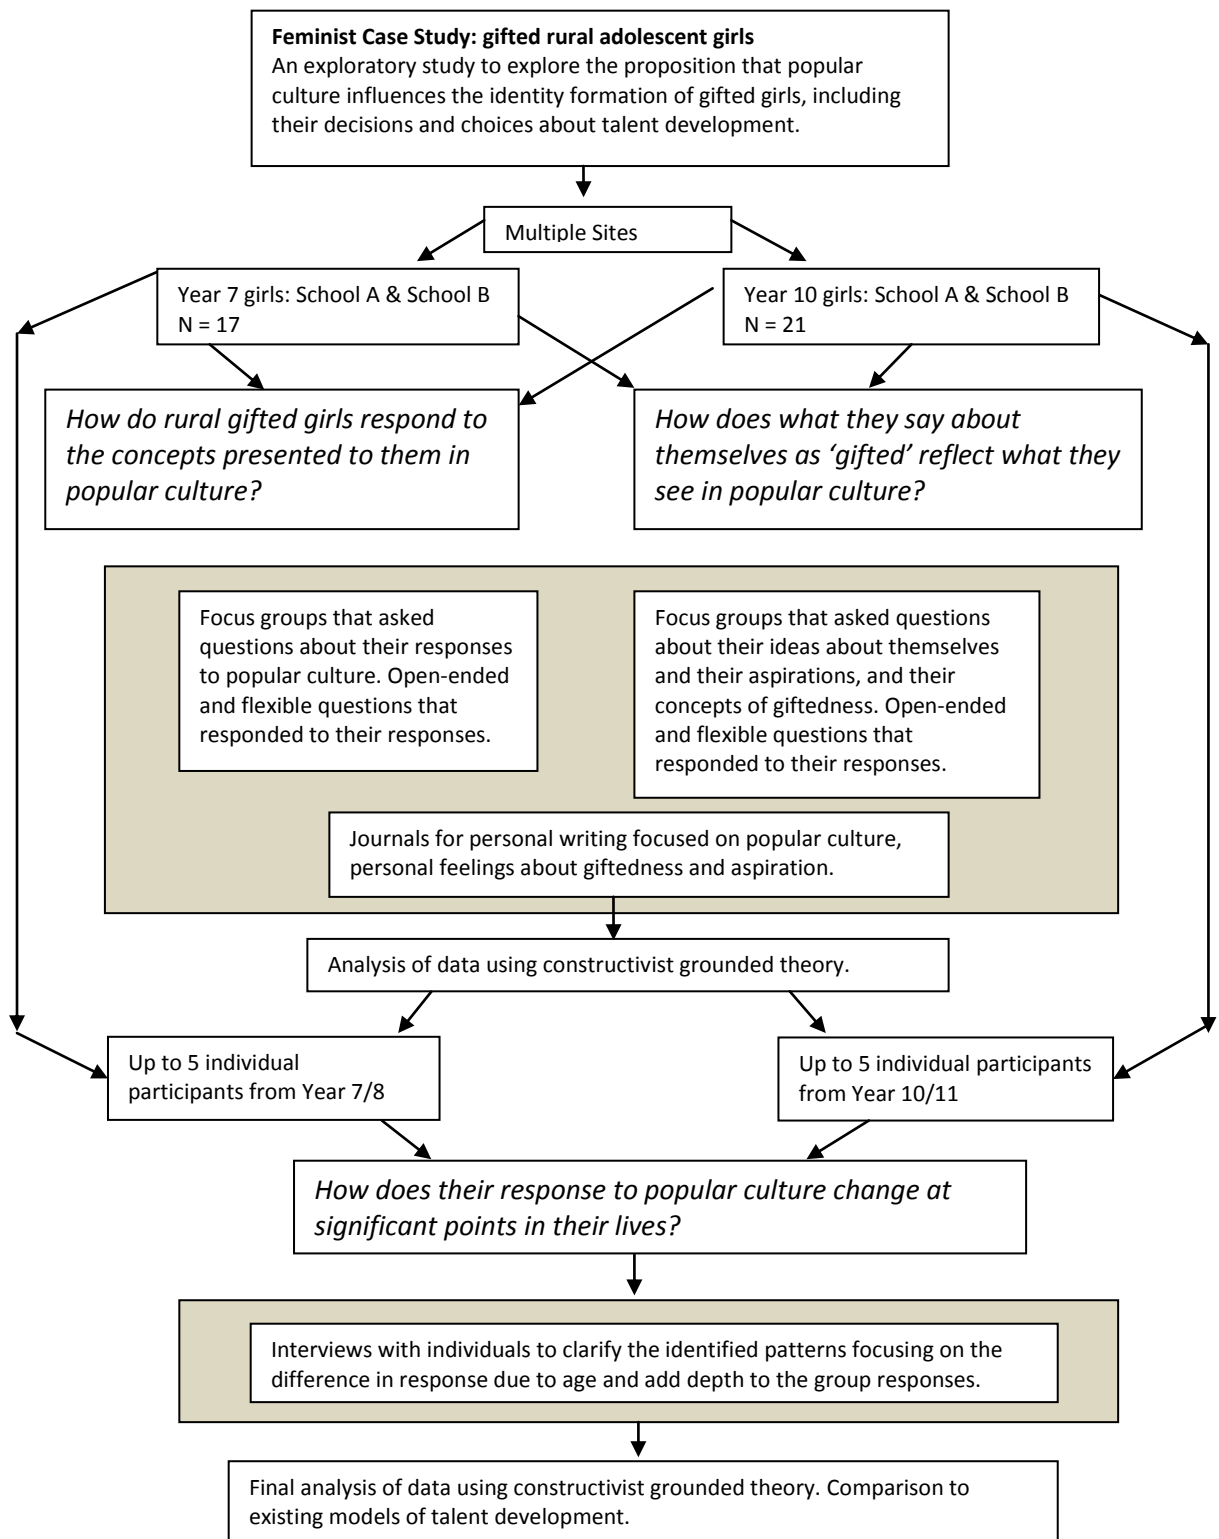 Feminist Case Study: gifted rural adolescent girls
An exploratory study to explore the proposition that popular
culture influences the identity formation of gifted girls, including
their decisions and choices about talent development.
Multiple Sites
Year 7 girls: School A & School B
N = 17
Year 10 girls: School A & School B
N = 21
How do rural gifted girls respond to
the concepts presented to them in
popular culture?
How does what they say about
themselves as ‘gifted’ reflect what they
see in popular culture?
Focus groups that asked
questions about their responses
to popular culture. Open-ended
and flexible questions that
responded to their responses.
Focus groups that asked questions
about their ideas about themselves
and their aspirations, and their
concepts of giftedness. Open-ended
and flexible questions that
responded to their responses.
Journals for personal writing focused on popular culture,
personal feelings about giftedness and aspiration.
Analysis of data using constructivist grounded theory.
Up to 5 individual
participants from Year 7/8
Up to 5 individual participants
from Year 10/11
How does their response to popular culture change at
significant points in their lives?
Interviews with individuals to clarify the identified patterns focusing on the
difference in response due to age and add depth to the group responses.
Final analysis of data using constructivist grounded theory. Comparison to
existing models of talent development.